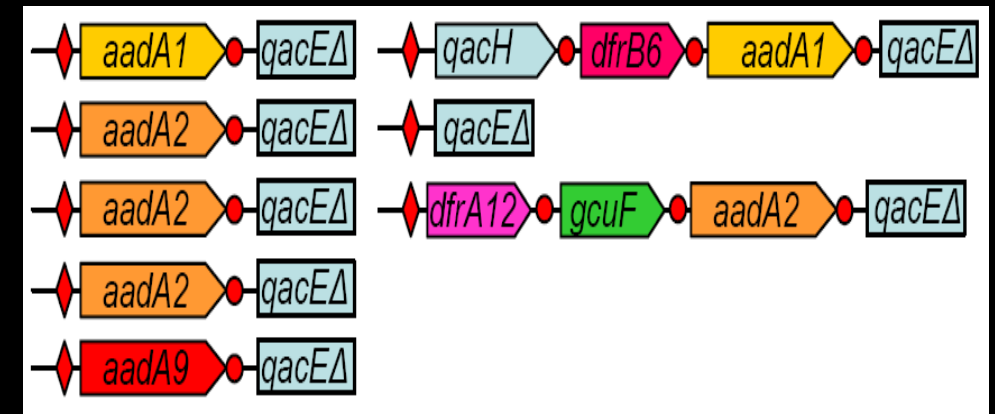 aadA1 qacEΔ
aadA2 qacEΔ
aadA2 qacEΔ
aadA2 qacEΔ
aadA9 qacEΔ
qacH dfrB6 aadA1 qacEΔ
qacEΔ
dfrA12 gcuF aadA2 qacEΔ